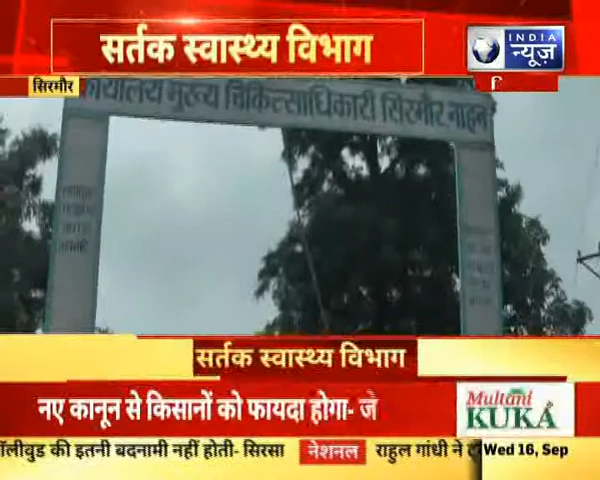 सर्तक स्वास्थ्य विभाग
INDIA
न्यूज़
सिरमौर
कार्यालय मुख्य चिकित्साधिकारी सिरमौर नाहन
सर्तक स्वास्थ्य विभाग
नए कानून से किसानों को फायदा होगा- जे
Multani
KUKA
ॉलीवुड की इतनी बदनामी नहीं होती- सिरसा नेशनल राहुल गांधी ने ट
Wed 16, Sep